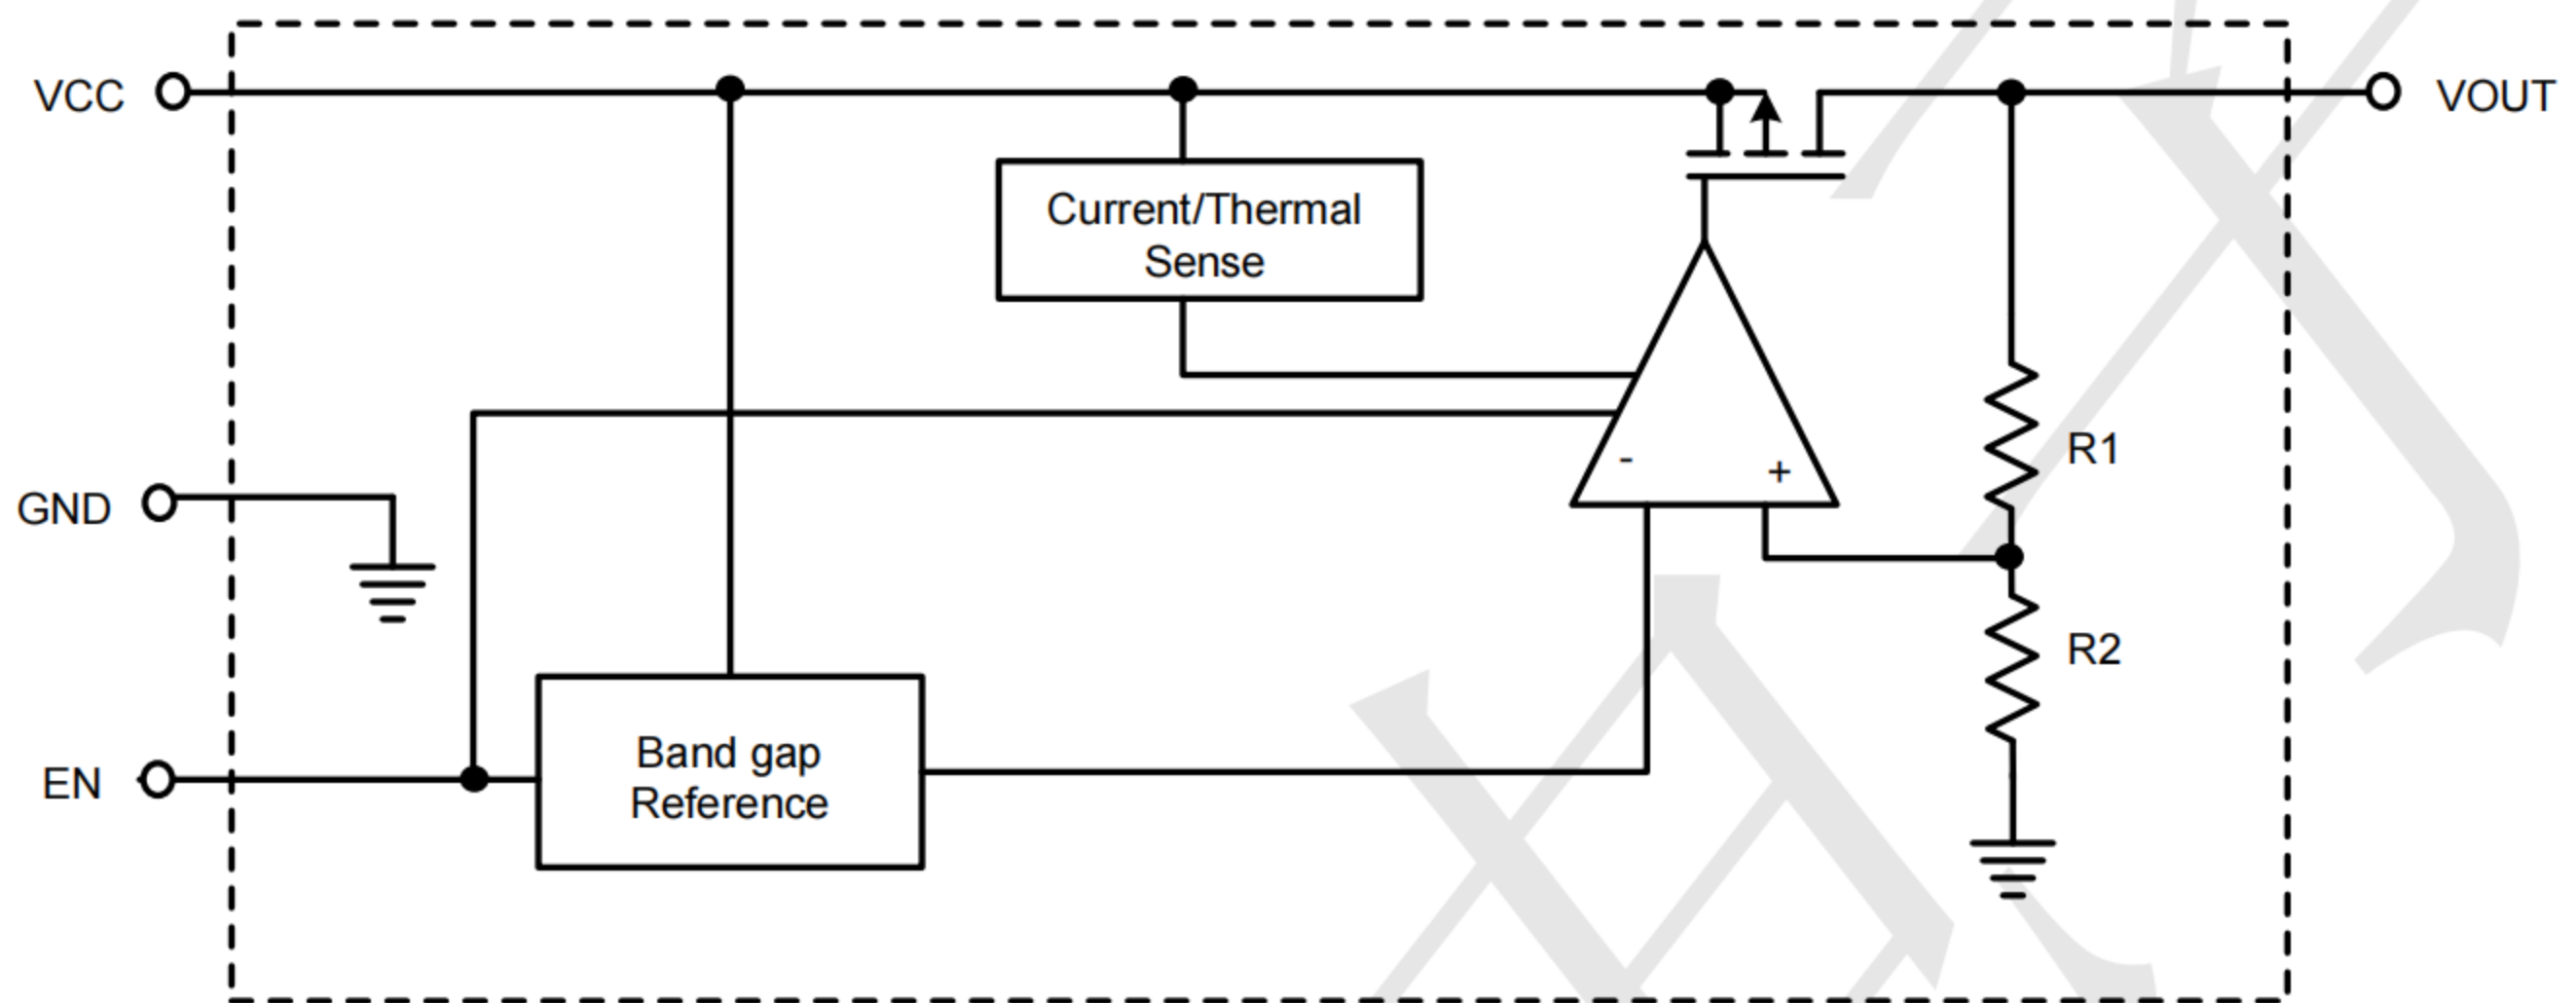 VCC
VOUT
Current/Thermal
Sense
-
+
R1
GND
R2
EN
Band gap
Reference